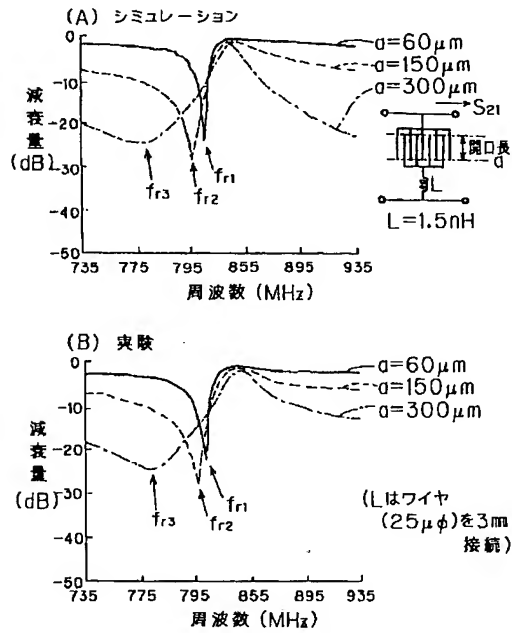 (A) シミュレーション
0
-10
-20
-30
-40
-50
減衰量
(dB)
a=60μm
a=150μm
a=300μm
S21
開口長
a
L
L=1.5nH
fr3
fr2
fr1
735 775 795 855 895 935
周波数(MHz)
(B) 実験
0
-10
-20
-30
-40
-50
減衰量
(dB)
a=60μm
a=150μm
a=300μm
fr3
fr2
fr1
(Lはワイヤ
(25μφ)を3mm
接続)
735 775 795 855 895 935
周波数(MHz)